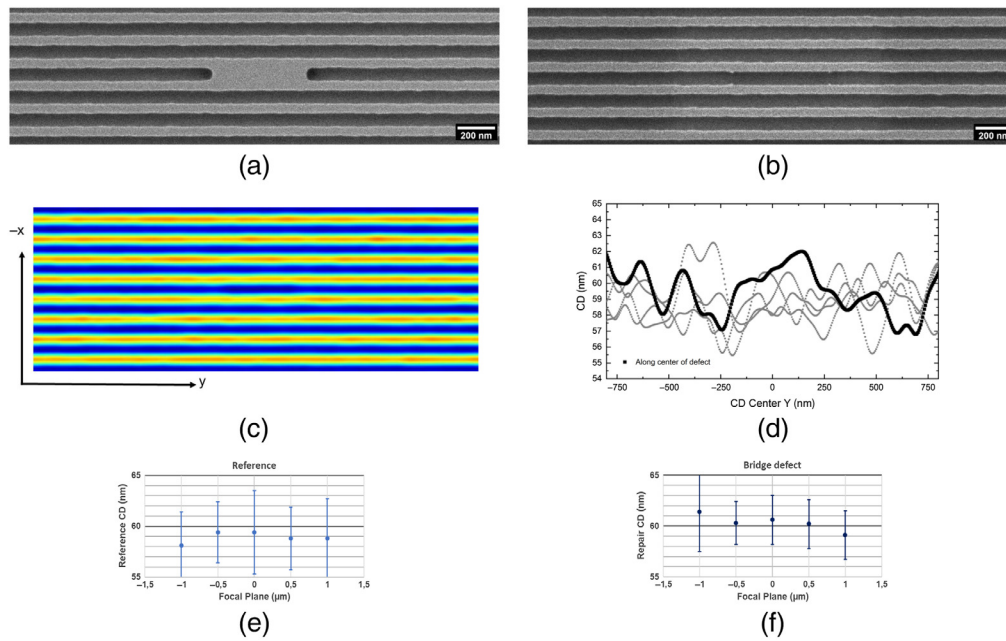 200 nm
200 nm
(a)
(b)
−x
y
(c)
65
64
63
62
61
60
59
58
57
56
55
54
CD (nm)
Along center of defect
−750 −500 −250 0 250 500 750
CD Center Y (nm)
(d)
Reference
65
60
55
Reference CD (nm)
−1,5 −1 −0,5 0 0,5 1 1,5
Focal Plane (µm)
(e)
Bridge defect
65
60
55
Repair CD (nm)
−1,5 −1 −0,5 0 0,5 1 1,5
Focal Plane (µm)
(f)